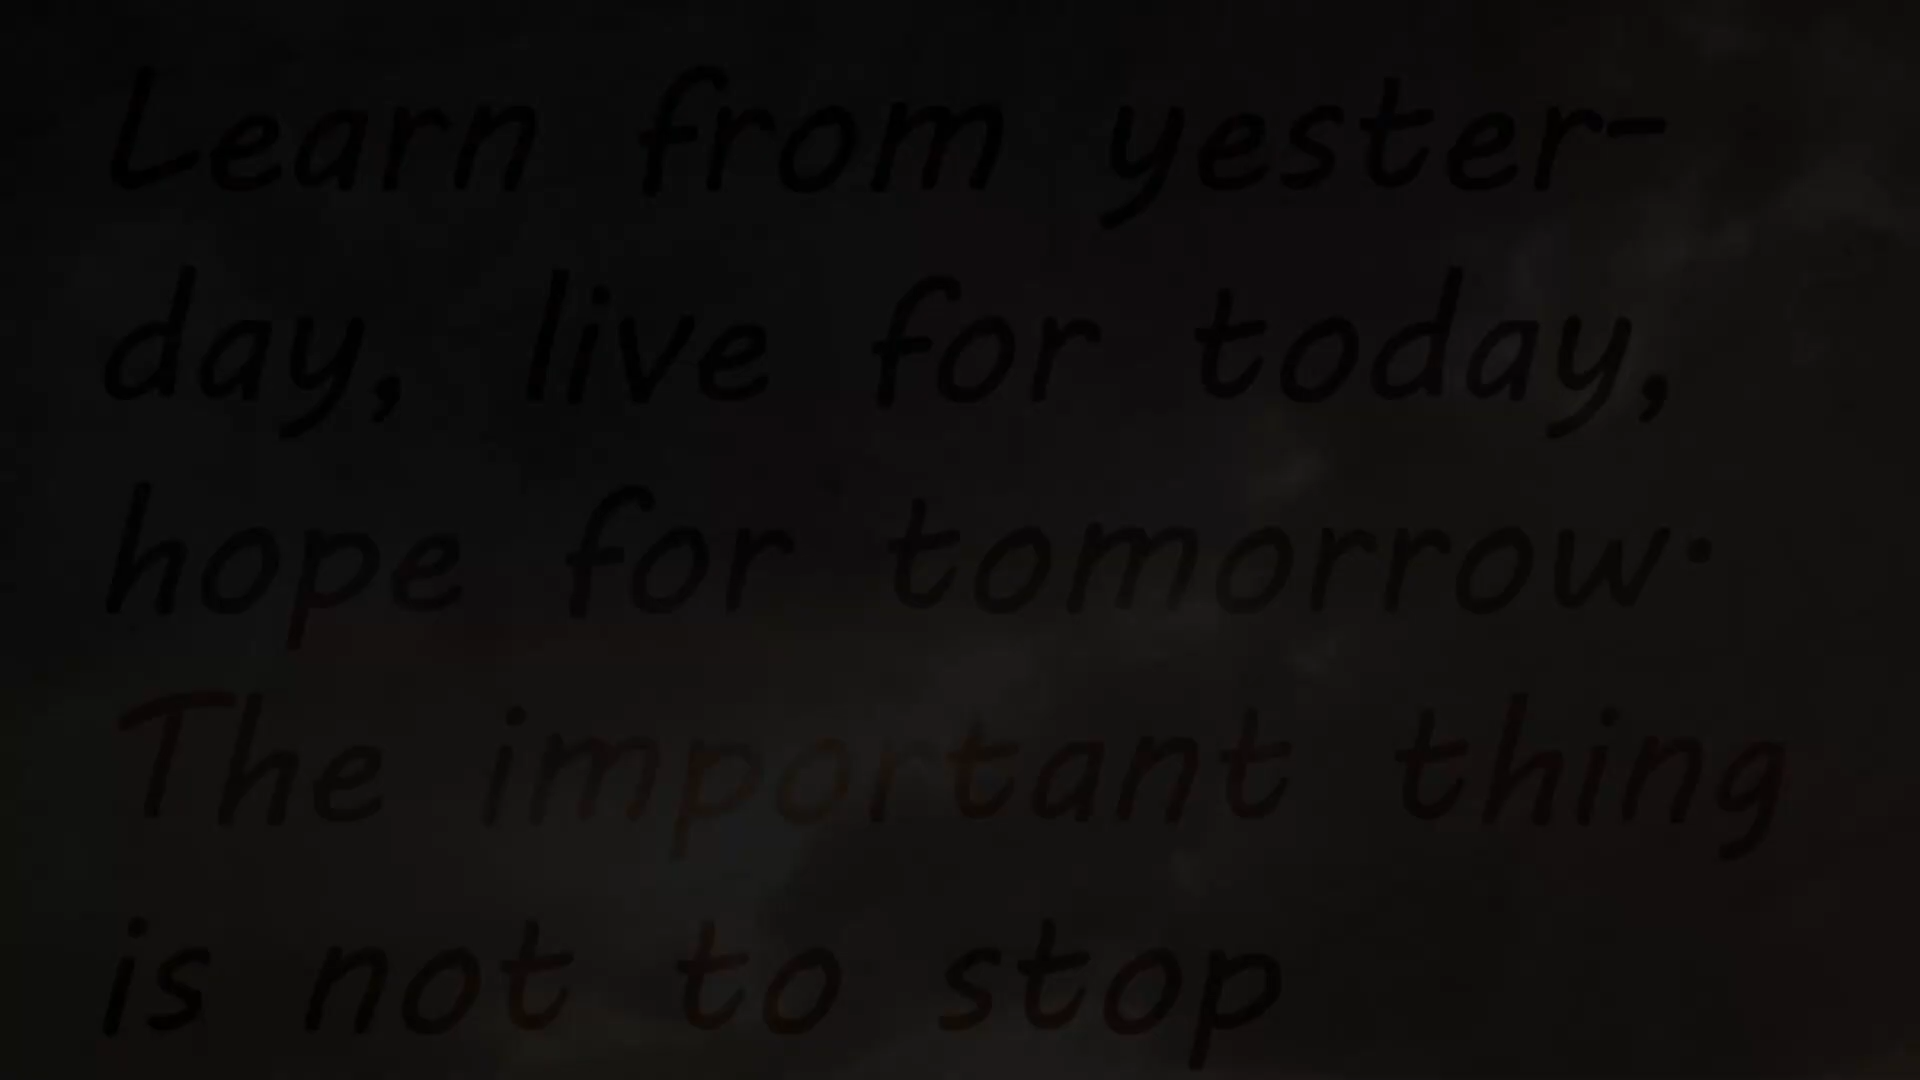 Learn from yester-
day, live for today,
hope for tomorrow·
The important thing
is not to stop